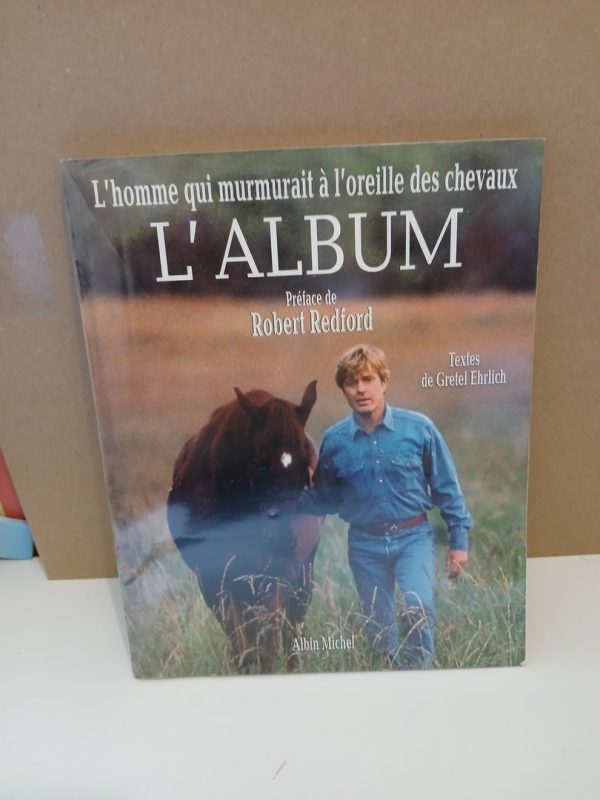 L'homme qui murmurait à l'oreille des chevaux
L'ALBUM
Préface de
Robert Redford
Textes
de Gretel Ehrlich
Albin Michel